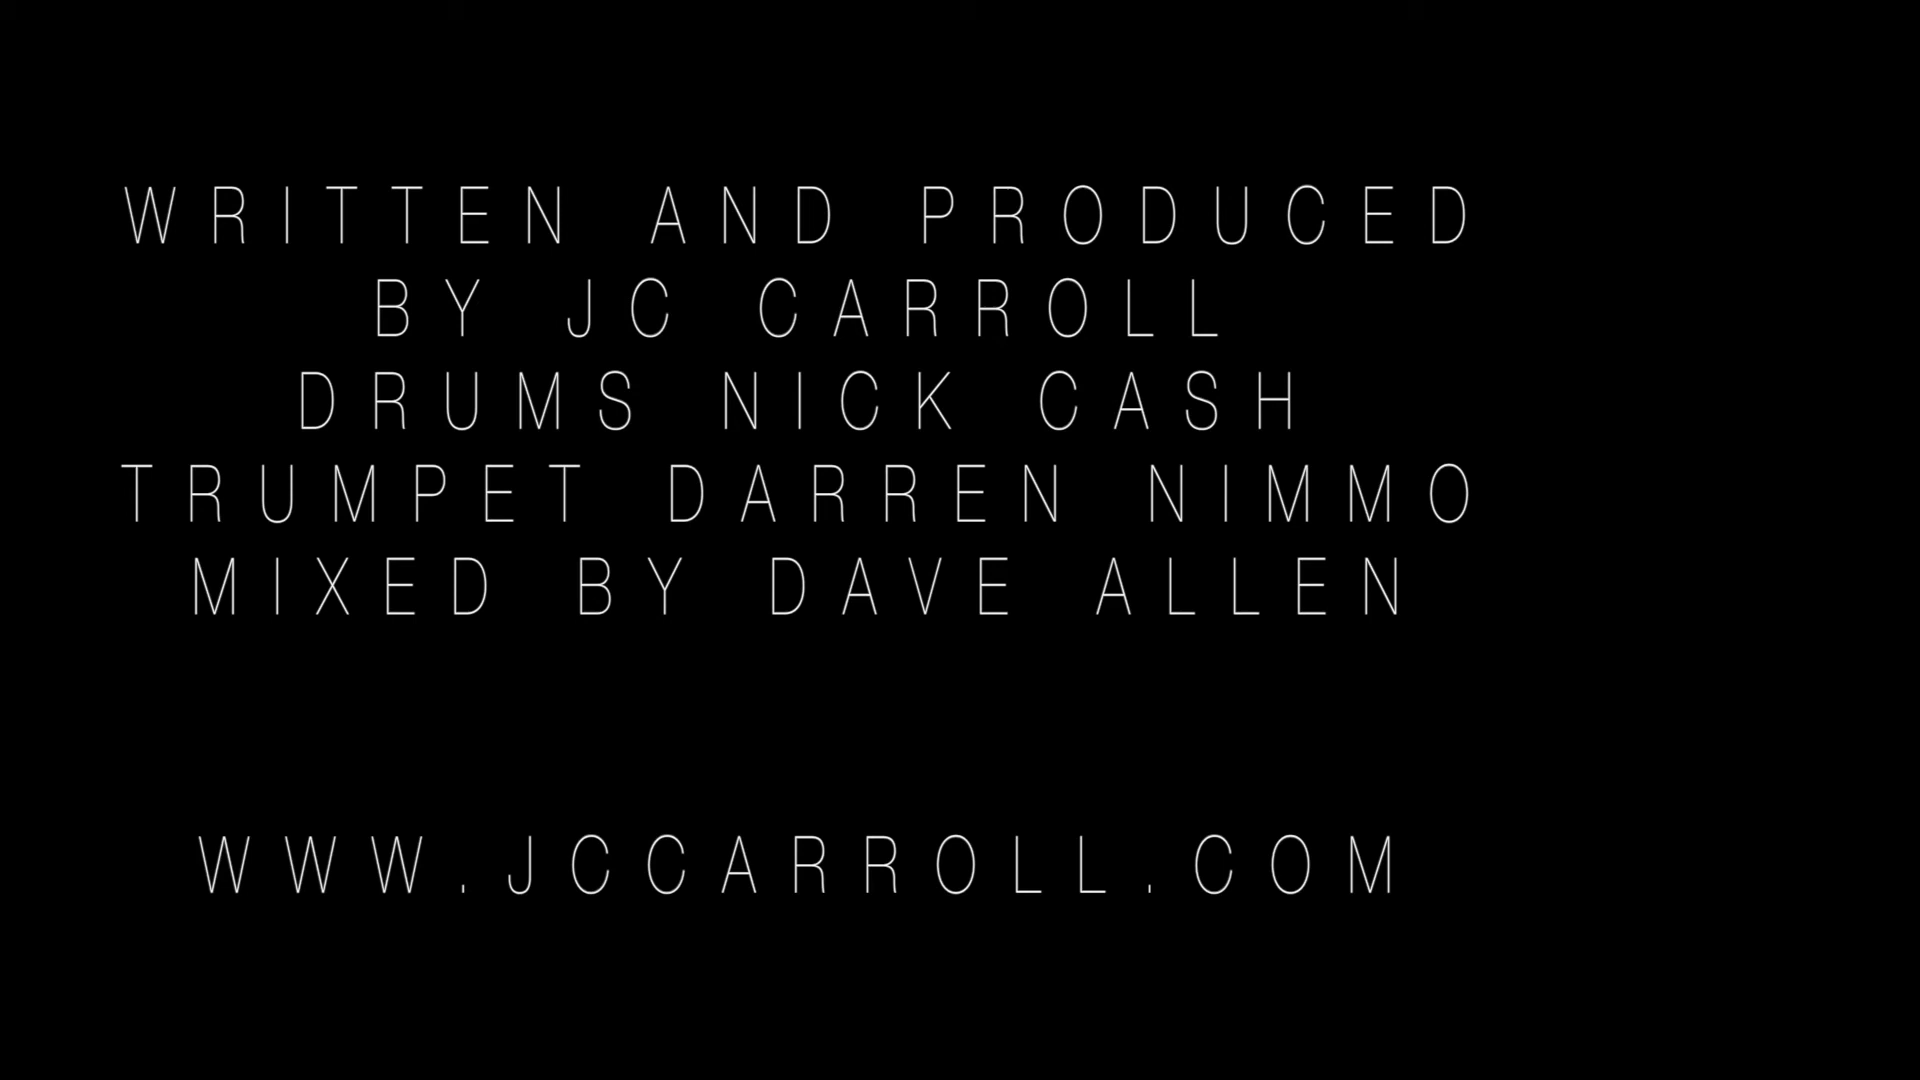 WRITTEN AND PRODUCED
BY JC CARROLL
DRUMS NICK CASH
TRUMPET DARREN NIMMO
MIXED BY DAVE ALLEN
WWW.JCCARROLL.COM